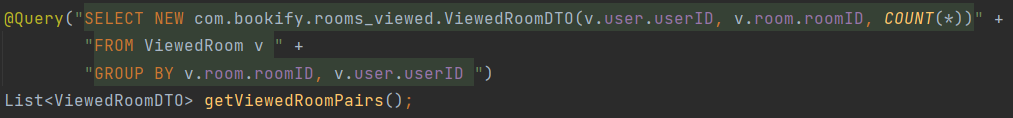 @Query("SELECT NEW com.bookify.rooms_viewed.ViewedRoomDTO(v.user.userID, v.room.roomID, COUNT(*))" +
"FROM ViewedRoom v " +
"GROUP BY v.room.roomID, v.user.userID ")
List<ViewedRoomDTO> getViewedRoomPairs();